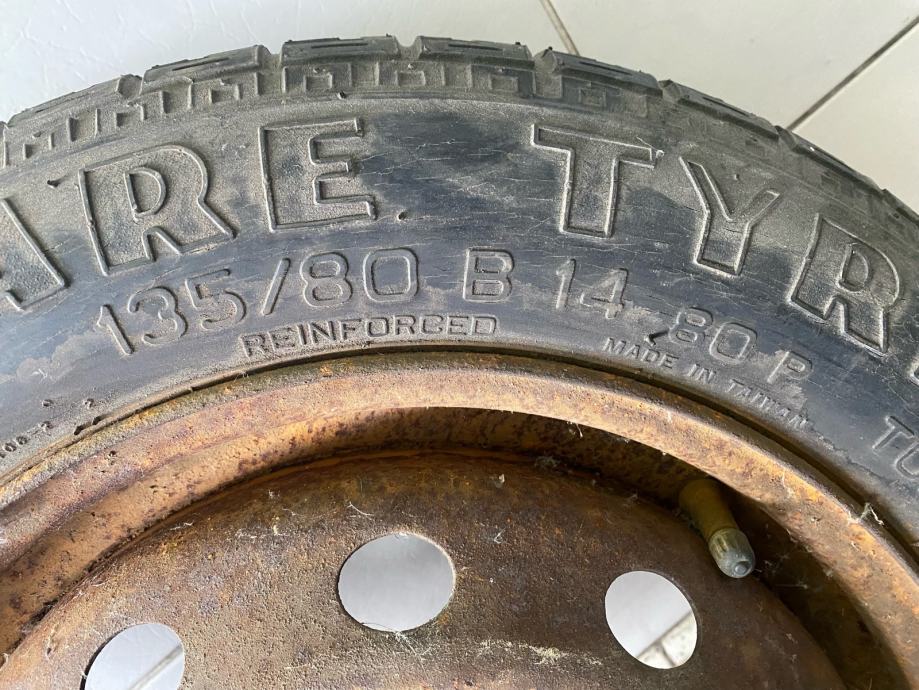 ARE TYR
135/80 B 14 80 P
REINFORCED
MADE IN TAIWAN